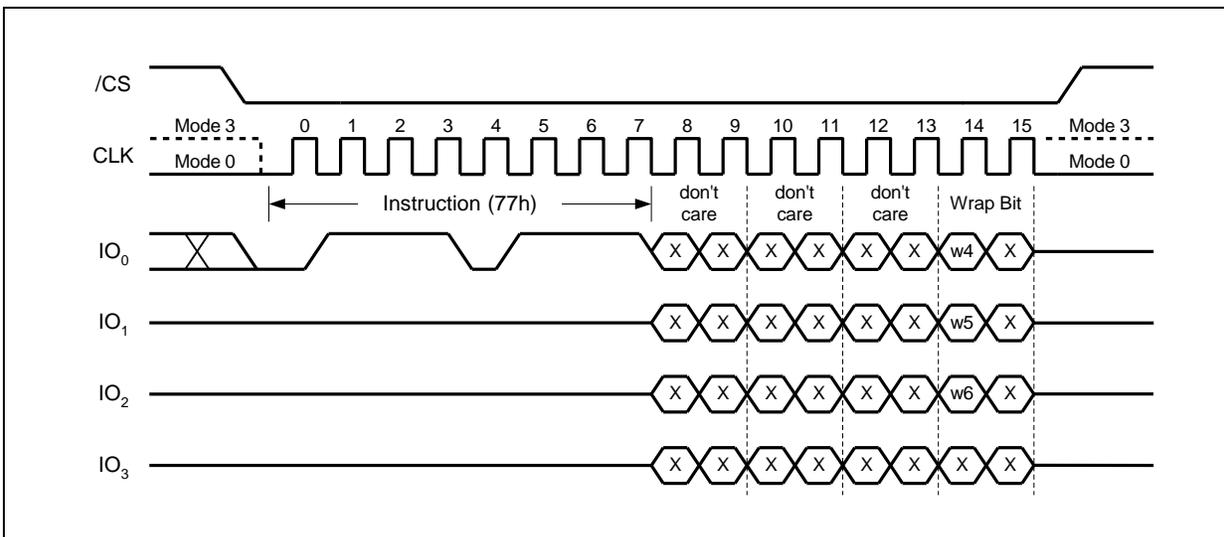 /CS
Mode 3 0 1 2 3 4 5 6 7 8 9 10 11 12 13 14 15 Mode 3
CLK
Mode 0 Mode 0
Instruction (77h) don't care don't care don't care Wrap Bit
IO0 X X X X X X w4 X
IO1 X X X X X X w5 X
IO2 X X X X X X w6 X
IO3 X X X X X X X X